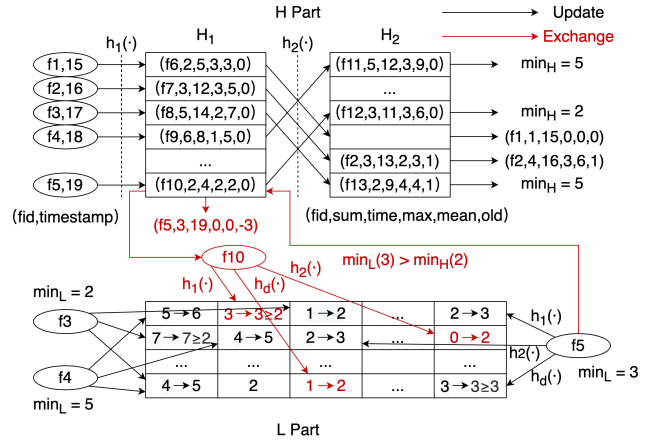 H Part
Update
Exchange
h1(·)
H1
h2(·)
H2
f1,15
(f6,2,5,3,3,0)
(f11,5,12,3,9,0)
minH = 5
f2,16
(f7,3,12,3,5,0)
...
f3,17
(f8,5,14,2,7,0)
(f12,3,11,3,6,0)
minH = 2
f4,18
(f9,6,8,1,5,0)
(f1,1,15,0,0,0)
...
(f2,3,13,2,3,1)
(f2,4,16,3,6,1)
f5,19
(f10,2,4,2,2,0)
(f13,2,9,4,4,1)
minH = 5
(fid,timestamp)
(f5,3,19,0,0,-3)
(fid,sum,time,max,mean,old)
f10
minL(3) > minH(2)
h1(·)
hd(·)
h2(·)
minL = 2
f3
5→6
3→3≥2
1→2
...
2→3
h1(·)
7→7≥2
4→5
2→3
...
0→2
h2(·)
f5
f4
...
...
...
...
hd(·)
minL = 3
minL = 5
4→5
2
1→2
...
3→3≥3
L Part